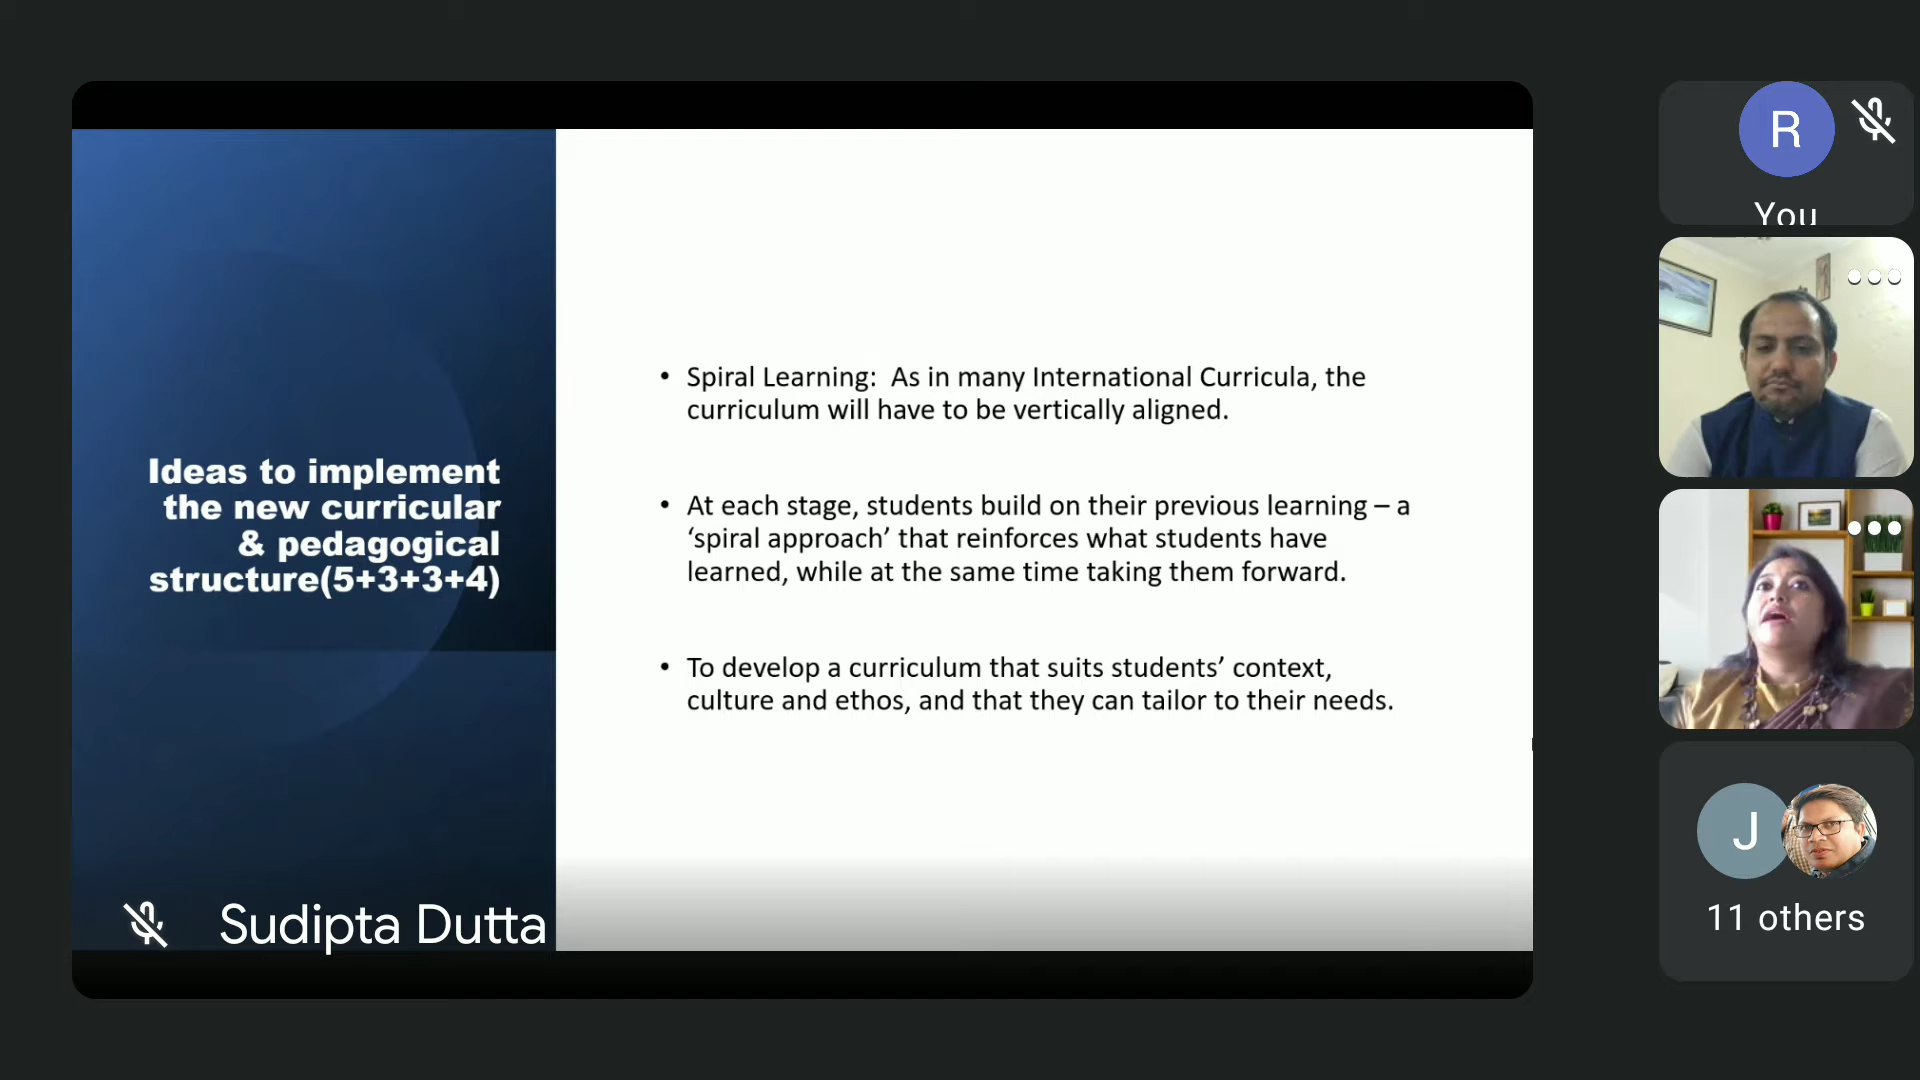 Ideas to implement
the new curricular
& pedagogical
structure(5+3+3+4)
• Spiral Learning:  As in many International Curricula, the
curriculum will have to be vertically aligned.
• At each stage, students build on their previous learning – a
‘spiral approach’ that reinforces what students have
learned, while at the same time taking them forward.
• To develop a curriculum that suits students’ context,
culture and ethos, and that they can tailor to their needs.
Sudipta Dutta
R
You
J
11 others